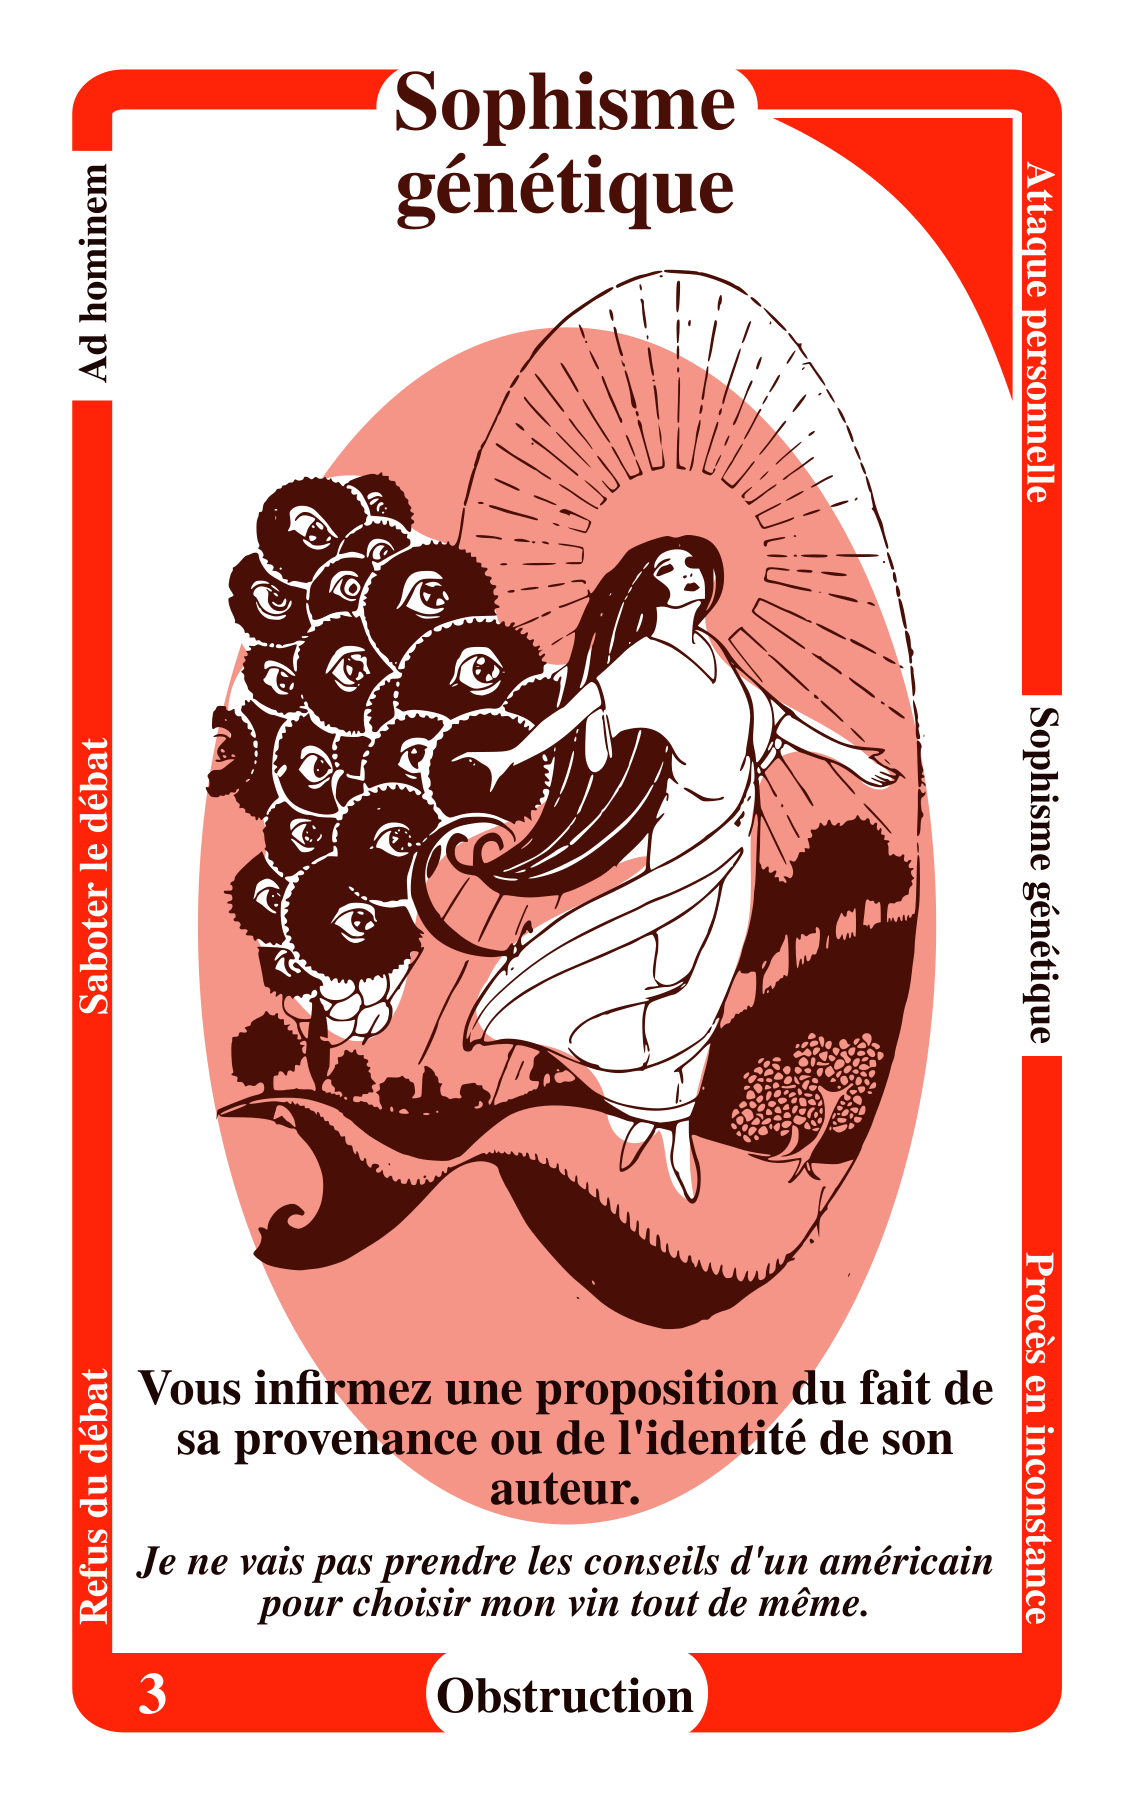 Sophisme
génétique
Ad hominem
Saboter le débat
Refus du débat
Attaque personnelle
Sophisme génétique
Procès en inconstance
Vous infirmez une proposition du fait de
sa provenance ou de l'identité de son
auteur.
Je ne vais pas prendre les conseils d'un américain
pour choisir mon vin tout de même.
3
Obstruction